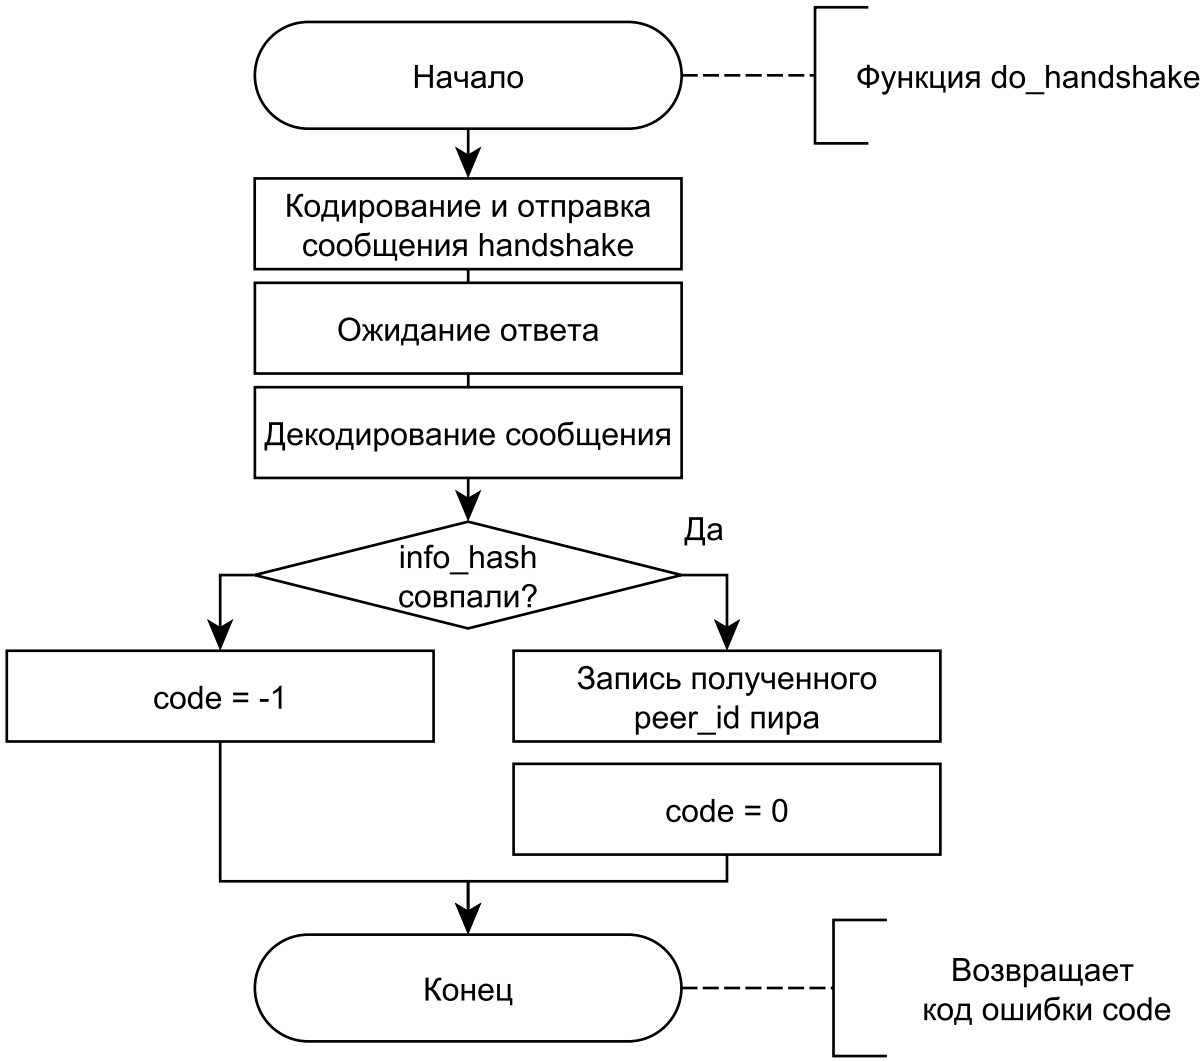 Начало
Функция do_handshake
Кодирование и отправка
сообщения handshake
Ожидание ответа
Декодирование сообщения
Да
info_hash
совпали?
code = -1
Запись полученного
peer_id пира
code = 0
Конец
Возвращает
код ошибки code